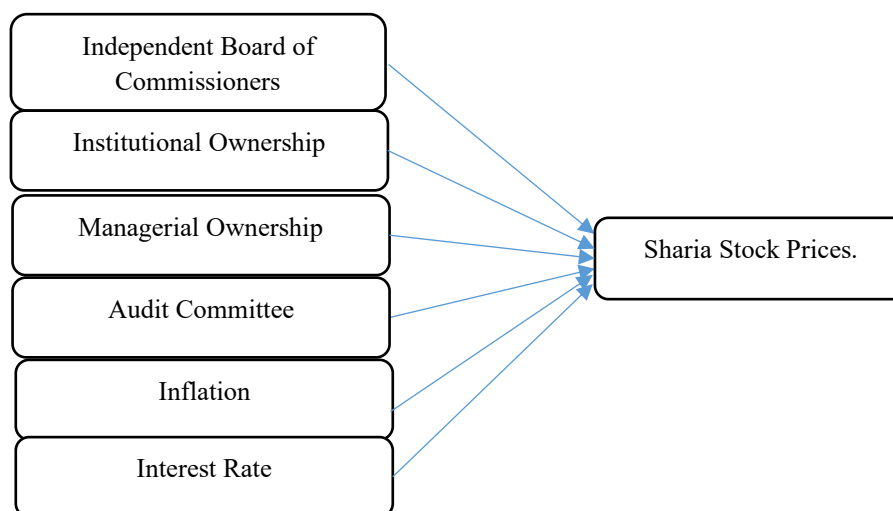 Independent Board of
Commissioners
Institutional Ownership
Managerial Ownership
Audit Committee
Inflation
Interest Rate
Sharia Stock Prices.